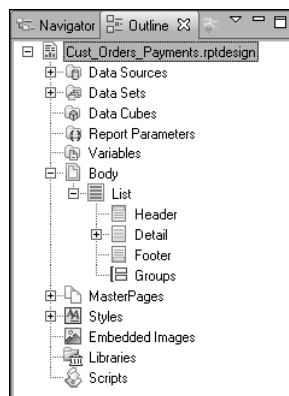 Navigator Outline
Cust_Orders_Payments.rptdesign
Data Sources
Data Sets
Data Cubes
Report Parameters
Variables
Body
List
Header
Detail
Footer
Groups
MasterPages
Styles
Embedded Images
Libraries
Scripts